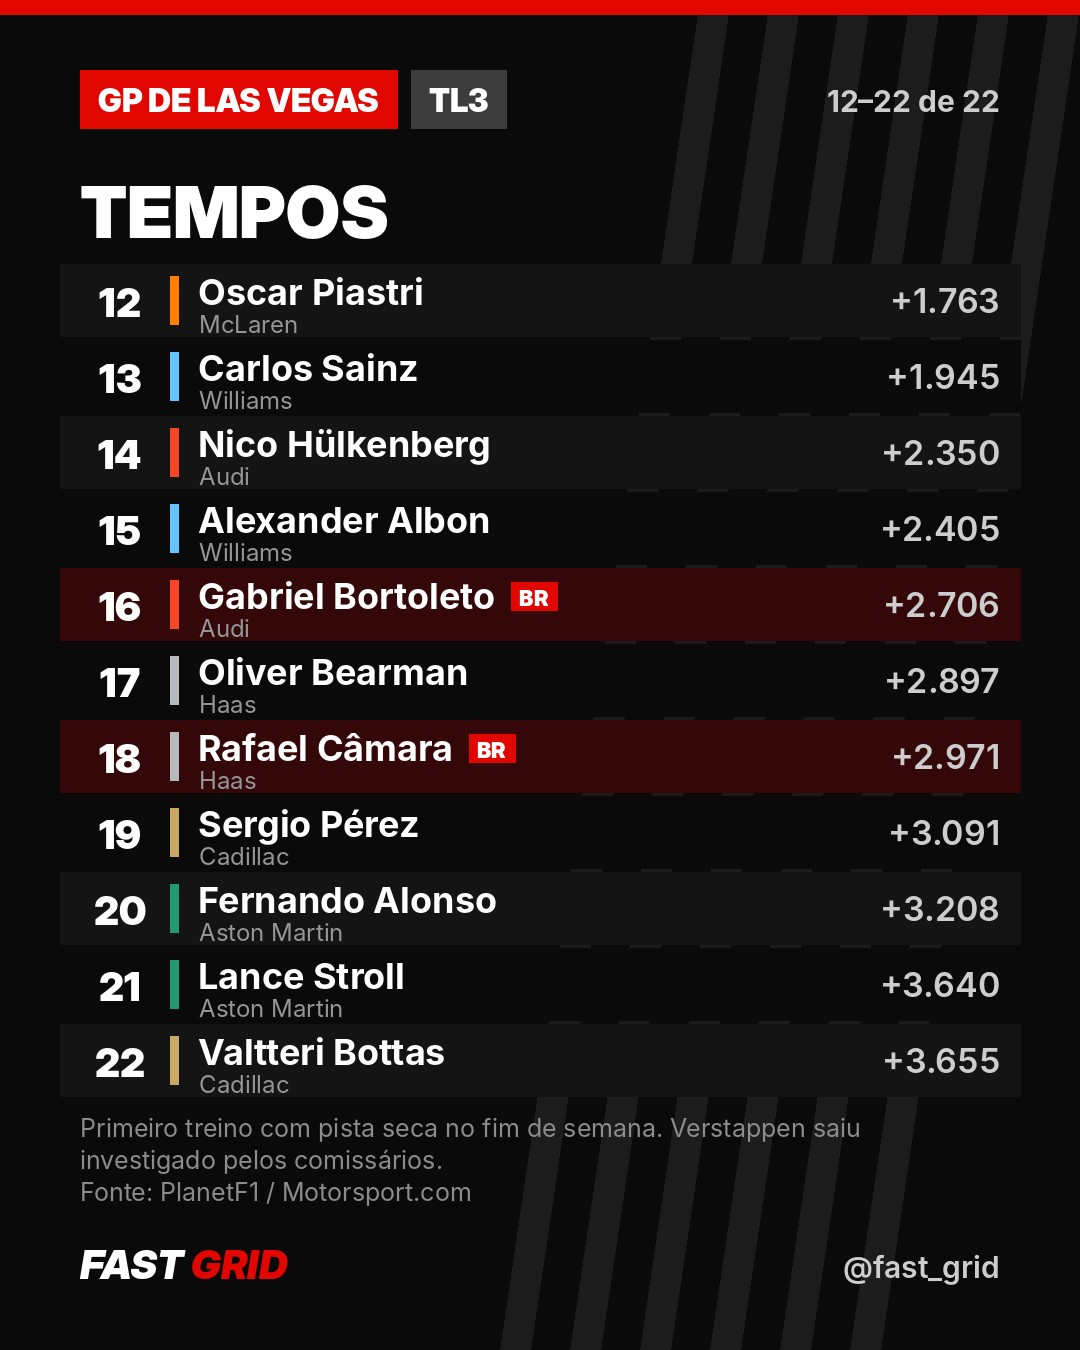 GP DE LAS VEGAS TL3 12–22 de 22
TEMPOS
12 Oscar Piastri +1.763
McLaren
13 Carlos Sainz +1.945
Williams
14 Nico Hülkenberg +2.350
Audi
15 Alexander Albon +2.405
Williams
16 Gabriel Bortoleto BR +2.706
Audi
17 Oliver Bearman +2.897
Haas
18 Rafael Câmara BR +2.971
Haas
19 Sergio Pérez +3.091
Cadillac
20 Fernando Alonso +3.208
Aston Martin
21 Lance Stroll +3.640
Aston Martin
22 Valtteri Bottas +3.655
Cadillac
Primeiro treino com pista seca no fim de semana. Verstappen saiu
investigado pelos comissários.
Fonte: PlanetF1 / Motorsport.com
FAST GRID @fast_grid